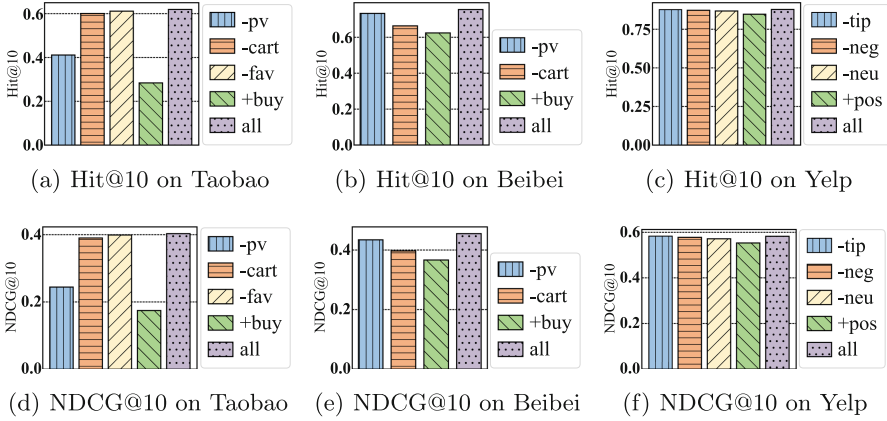 Hit@10
0.6
0.4
0.2
0.0
-pv
-cart
-fav
+buy
all
(a) Hit@10 on Taobao
Hit@10
0.6
0.4
0.2
0.0
-pv
-cart
+buy
all
(b) Hit@10 on Beibei
Hit@10
0.75
0.50
0.25
0.00
-tip
-neg
-neu
+pos
all
(c) Hit@10 on Yelp
NDCG@10
0.4
0.2
0.0
-pv
-cart
-fav
+buy
all
(d) NDCG@10 on Taobao
NDCG@10
0.4
0.2
0.0
-pv
-cart
+buy
all
(e) NDCG@10 on Beibei
NDCG@10
0.6
0.4
0.2
0.0
-tip
-neg
-neu
+pos
all
(f) NDCG@10 on Yelp